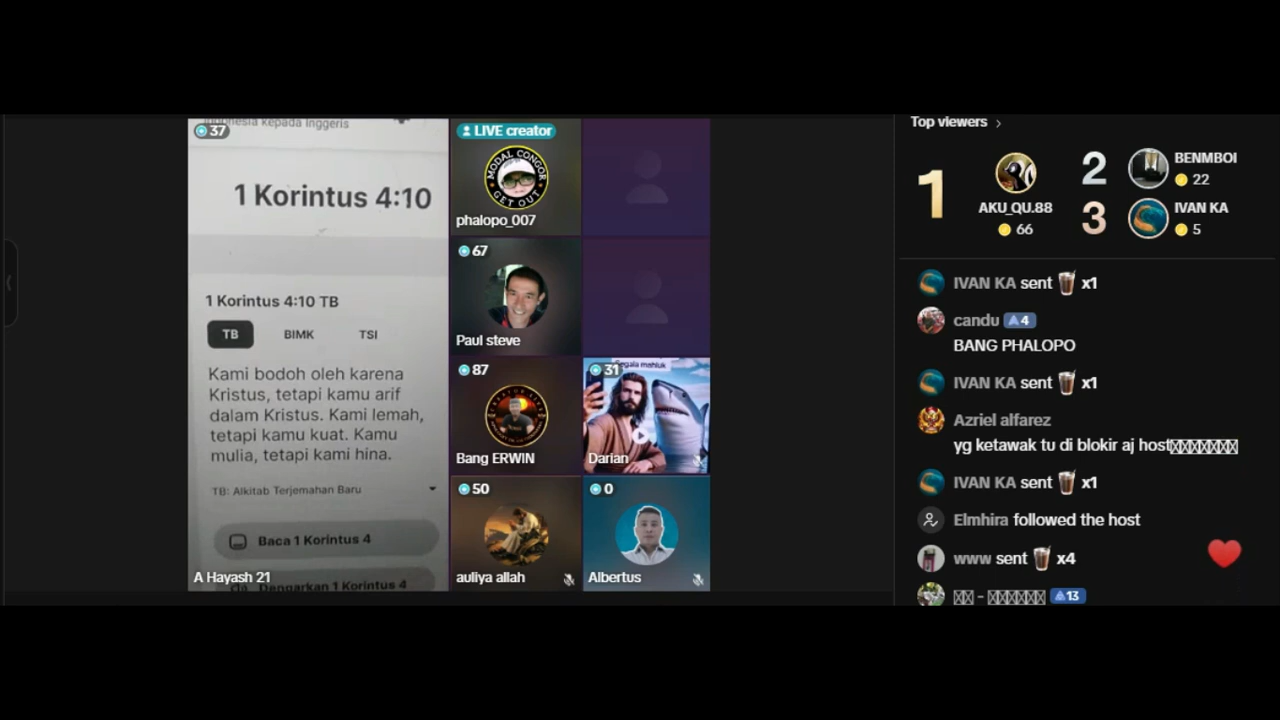 Indonesia kepada Inggeris
37
1 Korintus 4:10
1 Korintus 4:10 TB
TB
BIMK
TSI
Kami bodoh oleh karena
Kristus, tetapi kamu arif
dalam Kristus. Kami lemah,
tetapi kamu kuat. Kamu
mulia, tetapi kami hina.
TB: Alkitab Terjemahan Baru
Baca 1 Korintus 4
Dengarkan 1 Korintus 4
A Hayash 21
LIVE creator
MODAL CONGOR
GET OUT
phalopo_007
67
Paul steve
87
Bang ERWIN
Segala mahluk
31
Darian
50
auliya allah
0
Albertus
Top viewers >
1
AKU_QU.88
66
2
BENMBOI
22
3
IVAN KA
5
IVAN KA sent x1
candu 4
BANG PHALOPO
IVAN KA sent x1
Azriel alfarez
yg ketawak tu di blokir aj host
IVAN KA sent x1
Elmhira followed the host
www sent x4
- 13